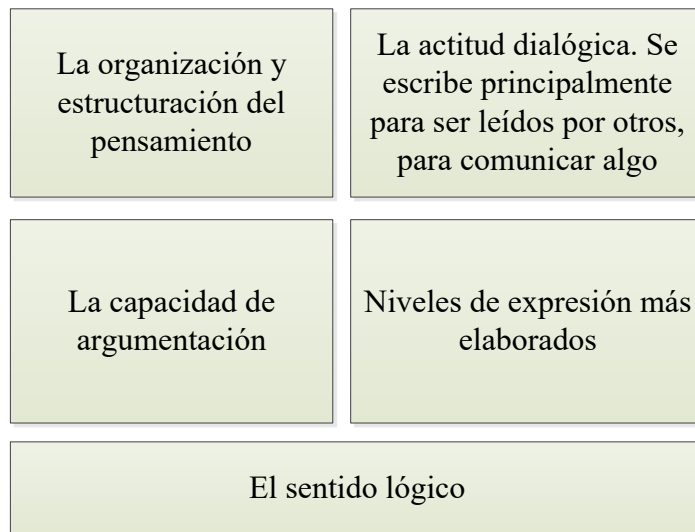 La organización y
estructuración del
pensamiento
La actitud dialógica. Se
escribe principalmente
para ser leídos por otros,
para comunicar algo
La capacidad de
argumentación
Niveles de expresión más
elaborados
El sentido lógico